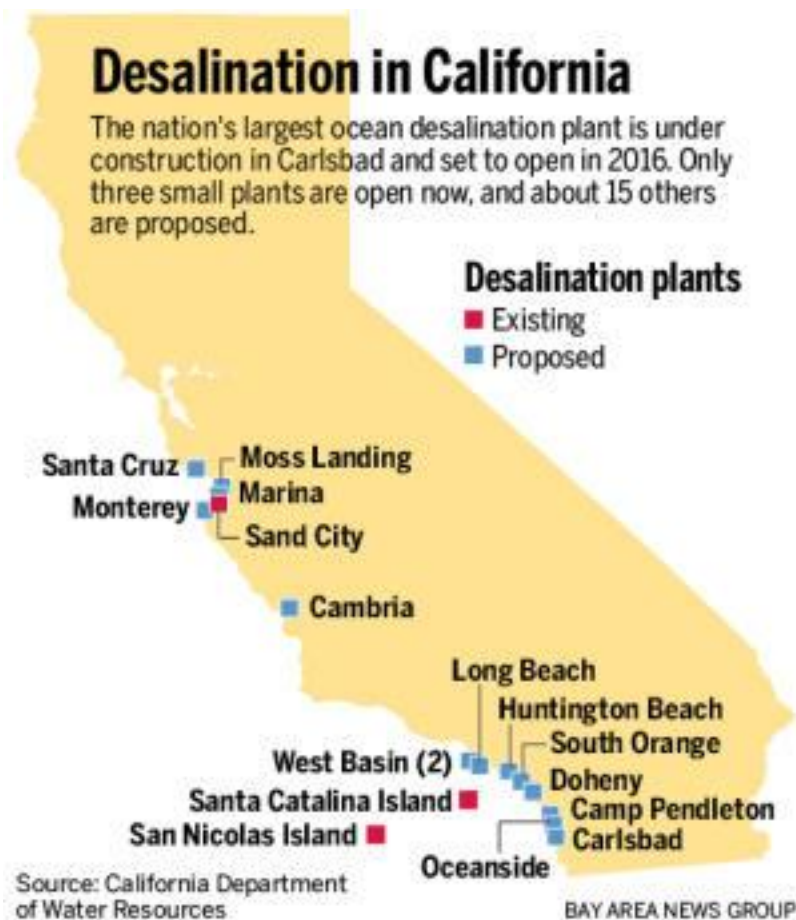 Desalination in California
The nation's largest ocean desalination plant is under
construction in Carlsbad and set to open in 2016. Only
three small plants are open now, and about 15 others
are proposed.
Desalination plants
Existing
Proposed
Santa Cruz
Moss Landing
Marina
Monterey
Sand City
Cambria
Long Beach
Huntington Beach
South Orange
West Basin (2)
Doheny
Santa Catalina Island
Camp Pendleton
San Nicolas Island
Carlsbad
Oceanside
Source: California Department
of Water Resources
BAY AREA NEWS GROUP